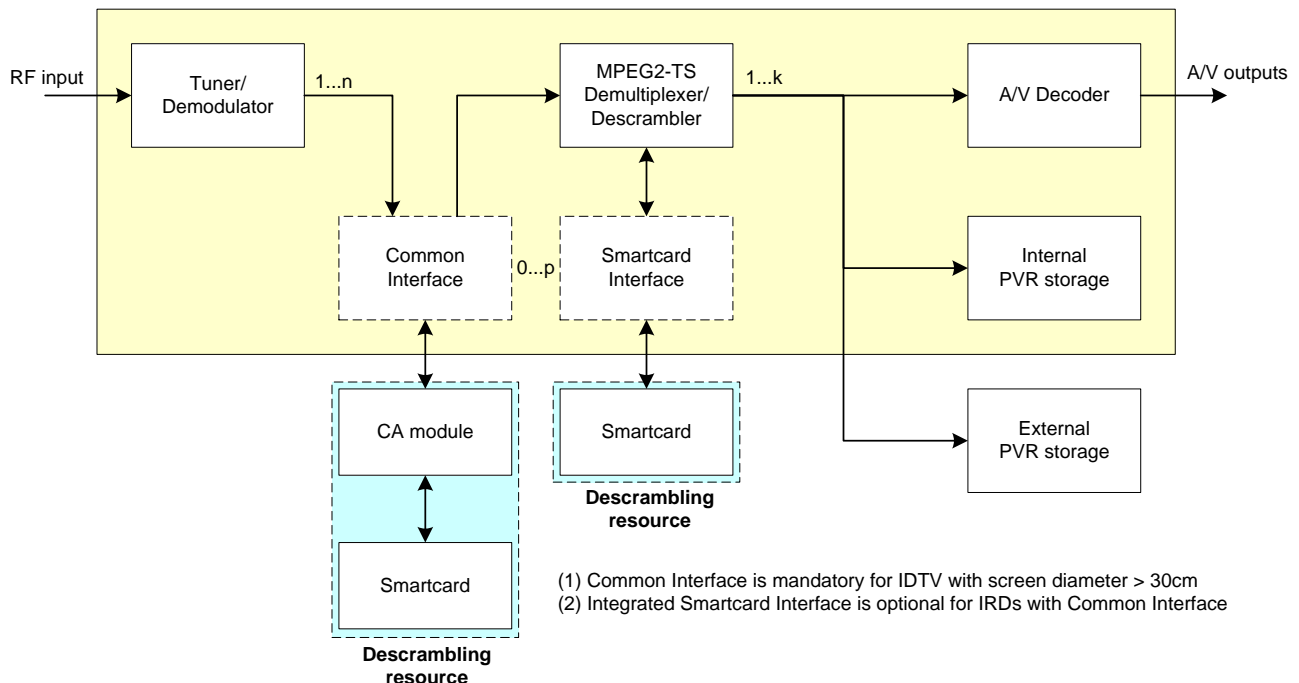 RF input
Tuner/
Demodulator
1...n
MPEG2-TS
Demultiplexer/
Descrambler
1...k
A/V Decoder
A/V outputs
Common
Interface
0...p
Smartcard
Interface
Internal
PVR storage
CA module
Smartcard
External
PVR storage
Descrambling
resource
Smartcard
(1) Common Interface is mandatory for IDTV with screen diameter > 30cm
(2) Integrated Smartcard Interface is optional for IRDs with Common Interface
Descrambling
resource